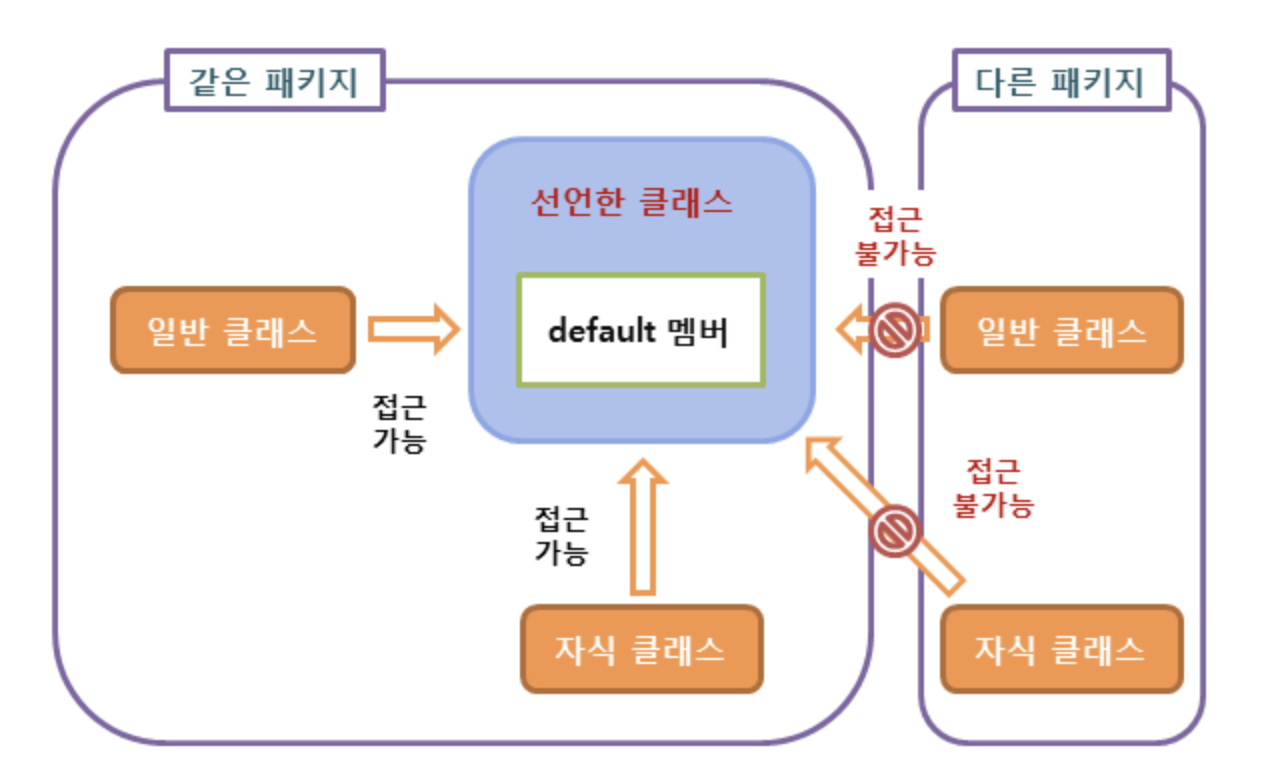 같은 패키지
다른 패키지
선언한 클래스
접근
불가능
일반 클래스
default 멤버
일반 클래스
접근
가능
접근
불가능
접근
가능
자식 클래스
자식 클래스